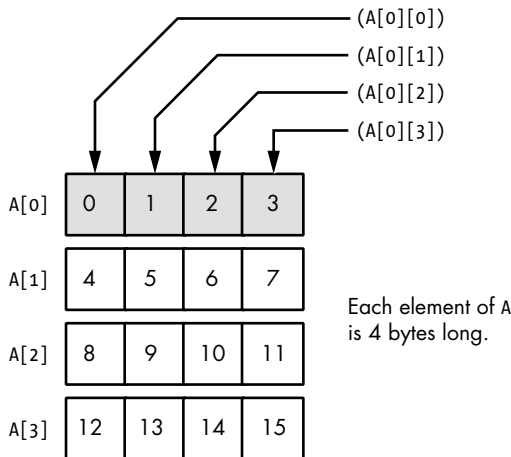 (A[0][0])
(A[0][1])
(A[0][2])
(A[0][3])
A[0] 0 1 2 3
A[1] 4 5 6 7
A[2] 8 9 10 11
A[3] 12 13 14 15
Each element of A
is 4 bytes long.